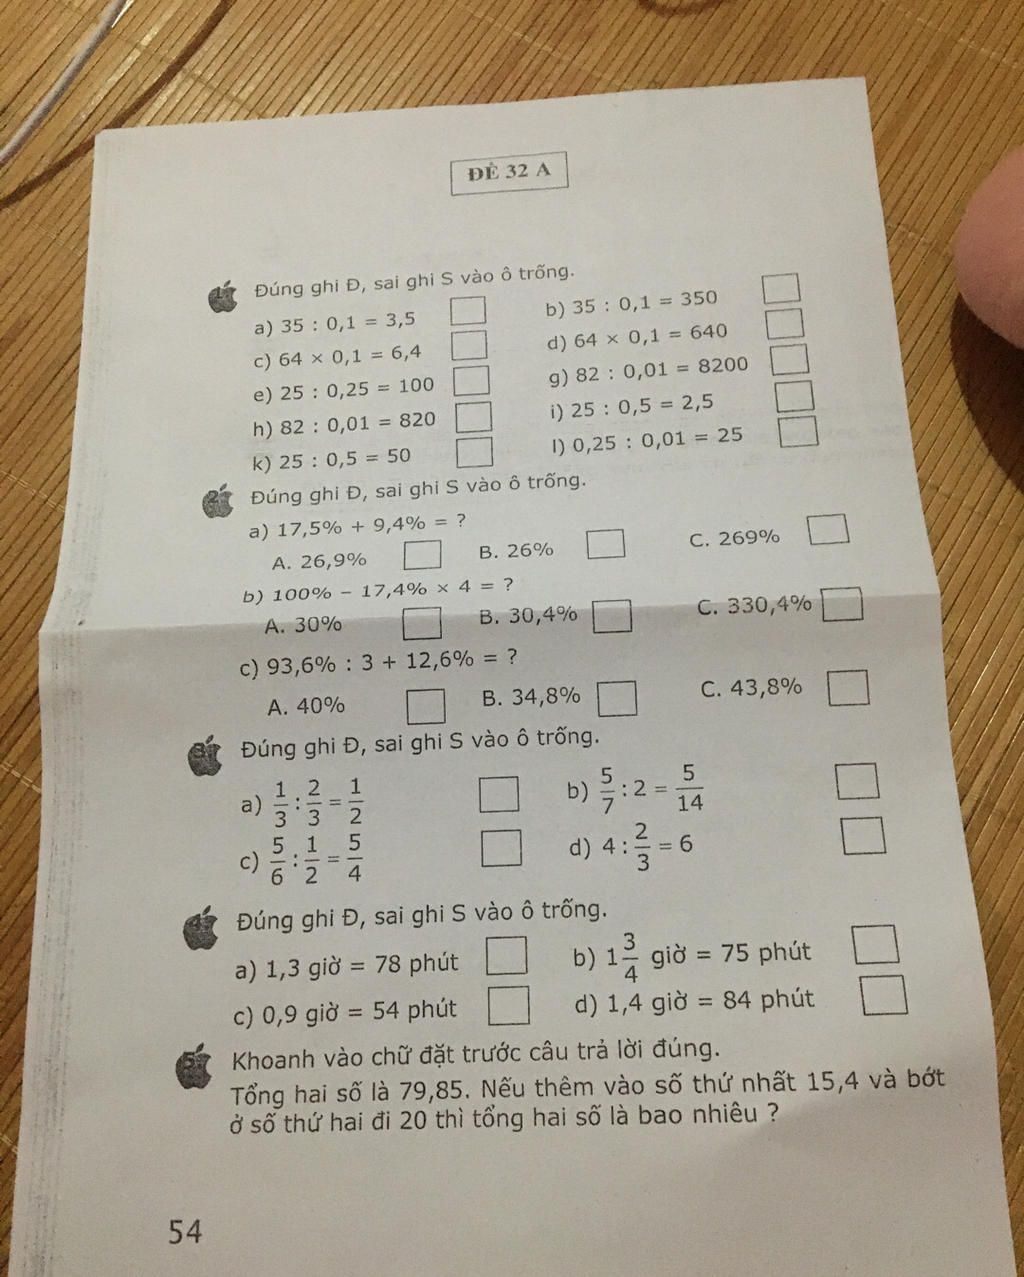 ĐỀ 32 A
1 Đúng ghi Đ, sai ghi S vào ô trống.
a) 35 : 0,1 = 3,5 b) 35 : 0,1 = 350
c) 64 × 0,1 = 6,4 d) 64 × 0,1 = 640
e) 25 : 0,25 = 100 g) 82 : 0,01 = 8200
h) 82 : 0,01 = 820 i) 25 : 0,5 = 2,5
k) 25 : 0,5 = 50 l) 0,25 : 0,01 = 25
2 Đúng ghi Đ, sai ghi S vào ô trống.
a) 17,5% + 9,4% = ?
A. 26,9% B. 26% C. 269%
b) 100% – 17,4% × 4 = ?
A. 30% B. 30,4% C. 330,4%
c) 93,6% : 3 + 12,6% = ?
A. 40% B. 34,8% C. 43,8%
3 Đúng ghi Đ, sai ghi S vào ô trống.
a) 1/3 : 2/3 = 1/2 b) 5/7 : 2 = 5/14
c) 5/6 : 1/2 = 5/4 d) 4 : 2/3 = 6
4 Đúng ghi Đ, sai ghi S vào ô trống.
a) 1,3 giờ = 78 phút b) 1 3/4 giờ = 75 phút
c) 0,9 giờ = 54 phút d) 1,4 giờ = 84 phút
5 Khoanh vào chữ đặt trước câu trả lời đúng.
Tổng hai số là 79,85. Nếu thêm vào số thứ nhất 15,4 và bớt
ở số thứ hai đi 20 thì tổng hai số là bao nhiêu ?
54